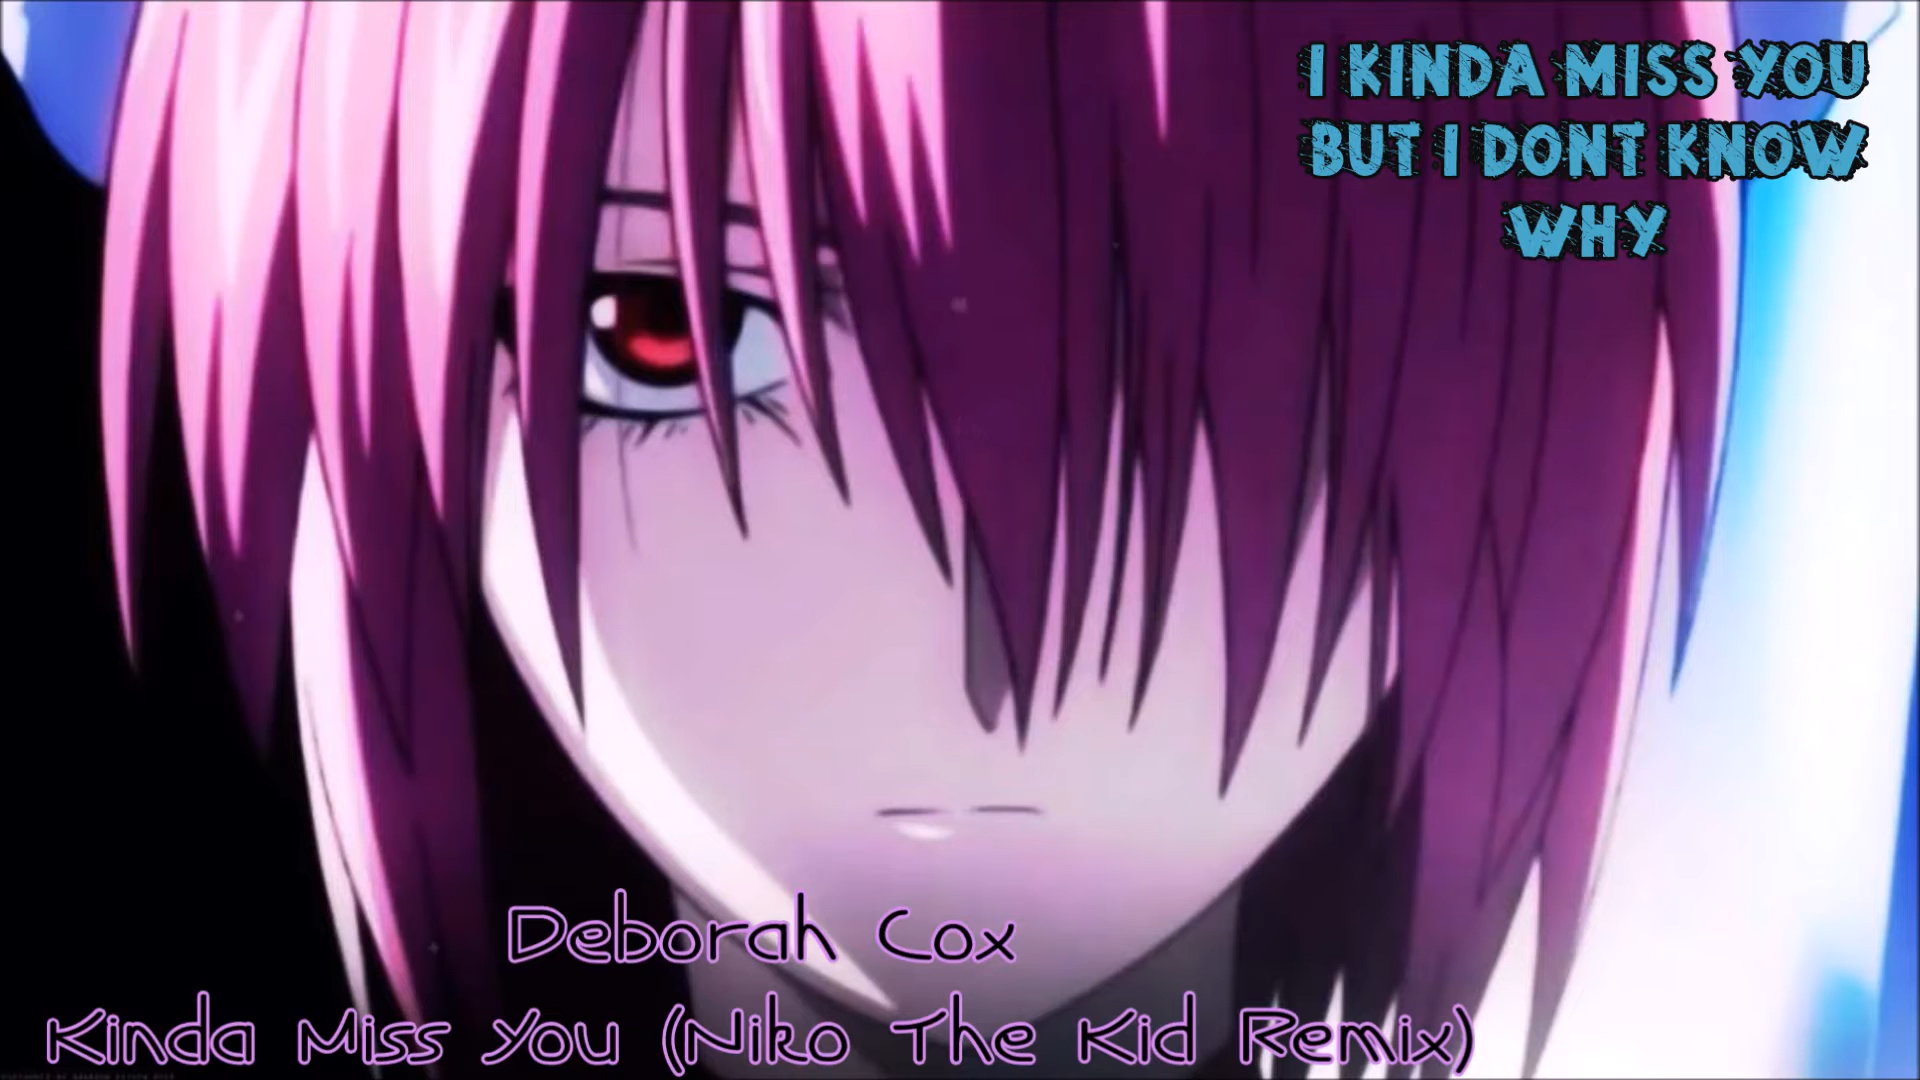 I KINDA MISS YOU
BUT I DONT KNOW
WHY
Deborah Cox
Kinda Miss You (Niko The Kid Remix)